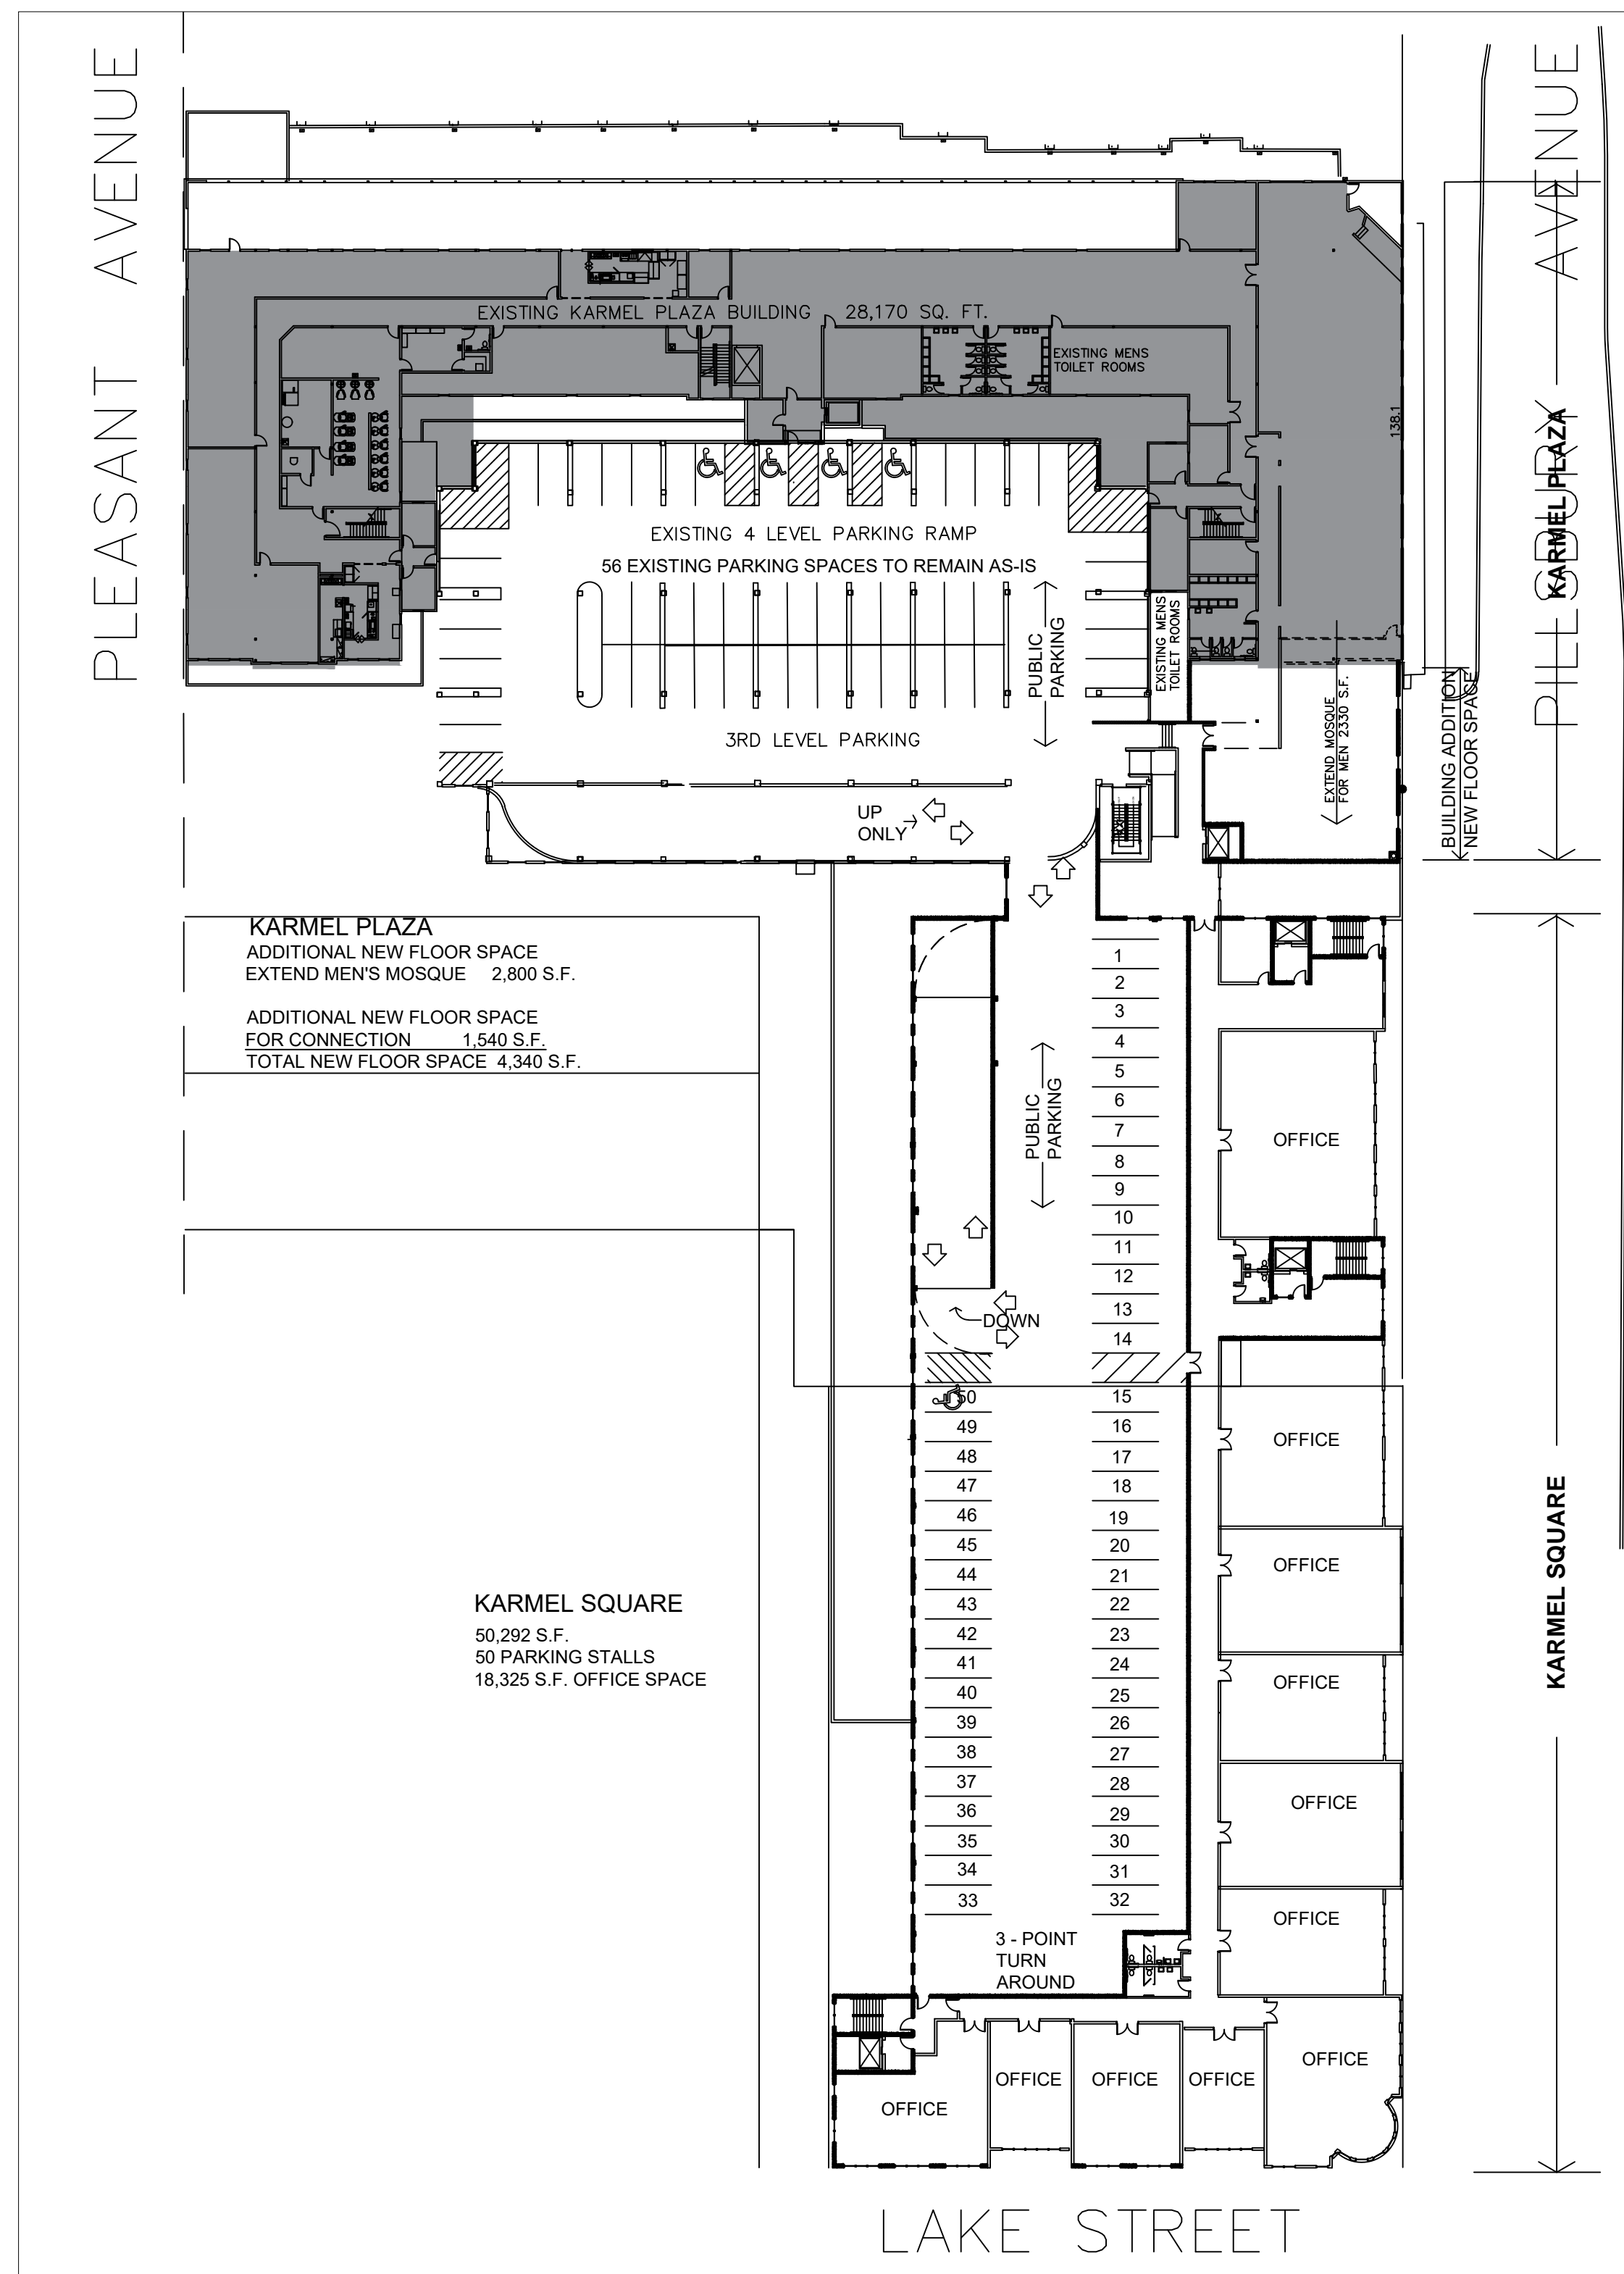 PLEASANT AVENUE
PILLSBURY AVENUE
EXISTING KARMEL PLAZA BUILDING 28,170 SQ. FT.
EXISTING MENS
TOILET ROOMS
138.1
KARMEL PLAZA
EXISTING 4 LEVEL PARKING RAMP
56 EXISTING PARKING SPACES TO REMAIN AS-IS
PUBLIC
PARKING
EXISTING MENS
TOILET ROOMS
3RD LEVEL PARKING
EXTEND MOSQUE
FOR MEN 2330 S.F.
BUILDING ADDITION
NEW FLOOR SPACE
UP
ONLY
KARMEL PLAZA
ADDITIONAL NEW FLOOR SPACE
EXTEND MEN'S MOSQUE 2,800 S.F.
ADDITIONAL NEW FLOOR SPACE
FOR CONNECTION 1,540 S.F.
TOTAL NEW FLOOR SPACE 4,340 S.F.
1
2
3
4
5
6
7
8
9
10
11
12
13
14
PUBLIC
PARKING
OFFICE
DOWN
50
49
48
47
46
45
44
43
42
41
40
39
38
37
36
35
34
33
15
16
17
18
19
20
21
22
23
24
25
26
27
28
29
30
31
32
OFFICE
OFFICE
OFFICE
OFFICE
OFFICE
KARMEL SQUARE
KARMEL SQUARE
50,292 S.F.
50 PARKING STALLS
18,325 S.F. OFFICE SPACE
3 - POINT
TURN
AROUND
OFFICE
OFFICE
OFFICE
OFFICE
OFFICE
LAKE STREET